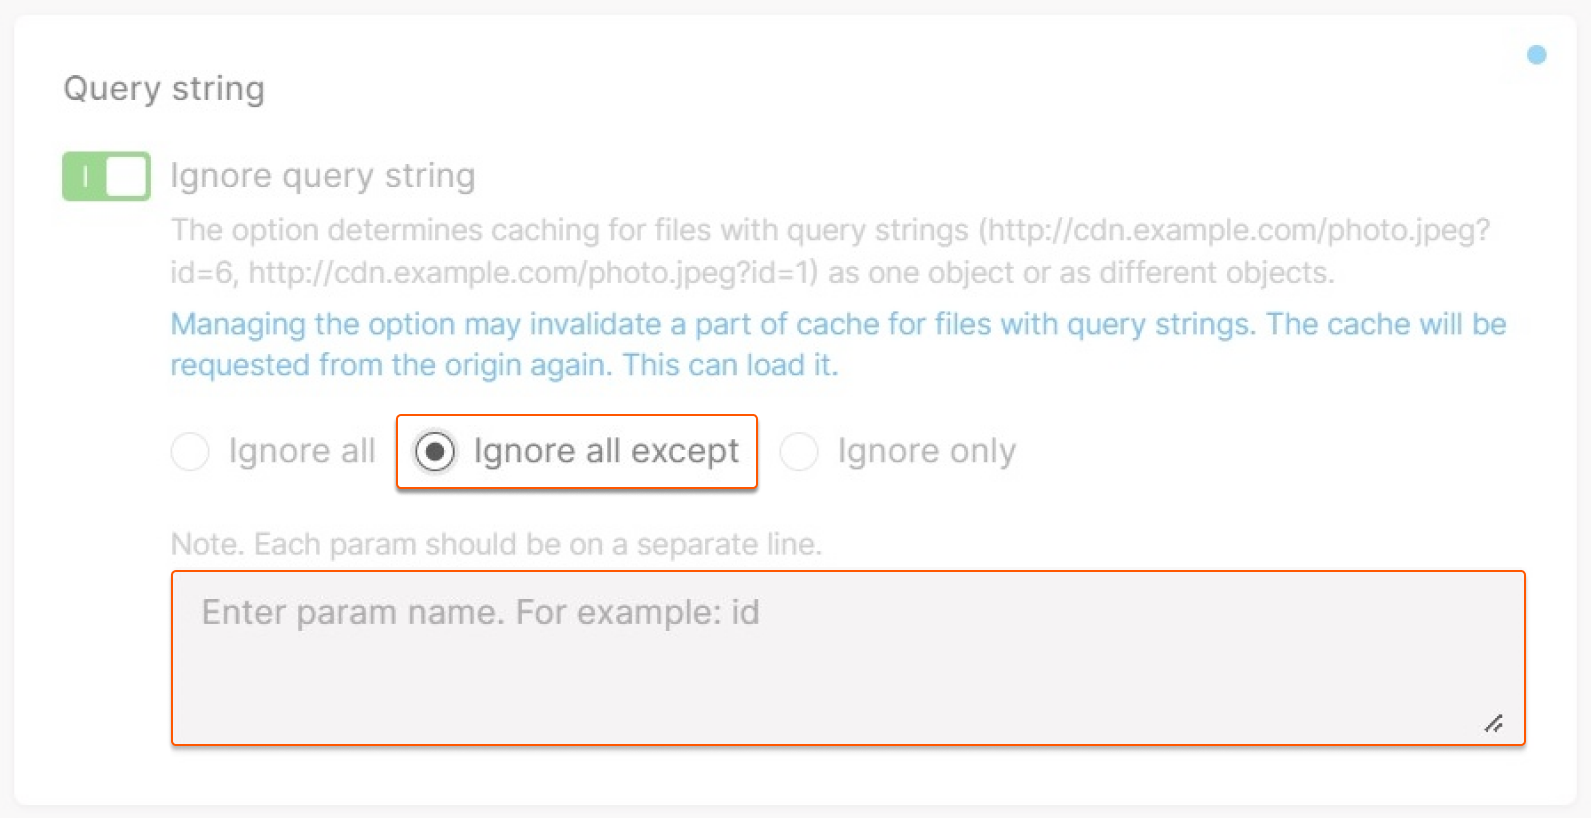 Query string
Ignore query string
The option determines caching for files with query strings (http://cdn.example.com/photo.jpeg?
id=6, http://cdn.example.com/photo.jpeg?id=1) as one object or as different objects.
Managing the option may invalidate a part of cache for files with query strings. The cache will be
requested from the origin again. This can load it.
Ignore all Ignore all except Ignore only
Note. Each param should be on a separate line.
Enter param name. For example: id